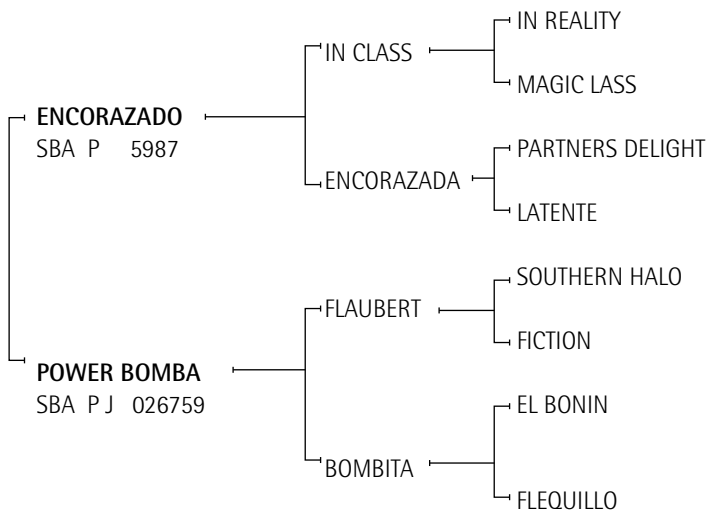 IN REALITY
IN CLASS
MAGIC LASS
ENCORAZADO
SBA P 5987
PARTNERS DELIGHT
ENCORAZADA
LATENTE
SOUTHERN HALO
FLAUBERT
FICTION
POWER BOMBA
SBA P J 026759
EL BONIN
BOMBITA
FLEQUILLO